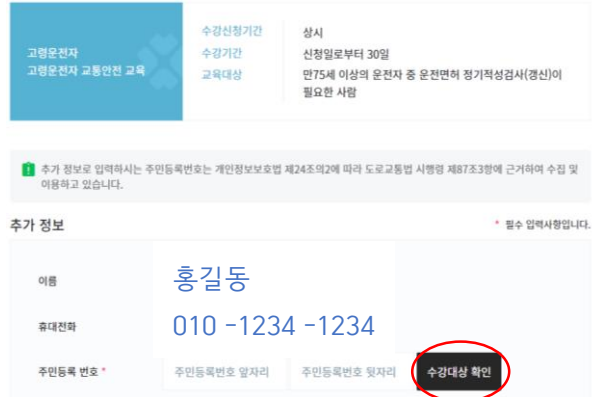 고령운전자
고령운전자 교통안전 교육
수강신청기간 상시
수강기간 신청일로부터 30일
교육대상 만75세 이상의 운전자 중 운전면허 정기적성검사(갱신)이
필요한 사람
추가 정보로 입력하시는 주민등록번호는 개인정보보호법 제24조의2에 따라 도로교통법 시행령 제87조3항에 근거하여 수집 및
이용하고 있습니다.
추가 정보 * 필수 입력사항입니다.
이름 홍길동
휴대전화 010 -1234 -1234
주민등록 번호 * 주민등록번호 앞자리 주민등록번호 뒷자리 수강대상 확인